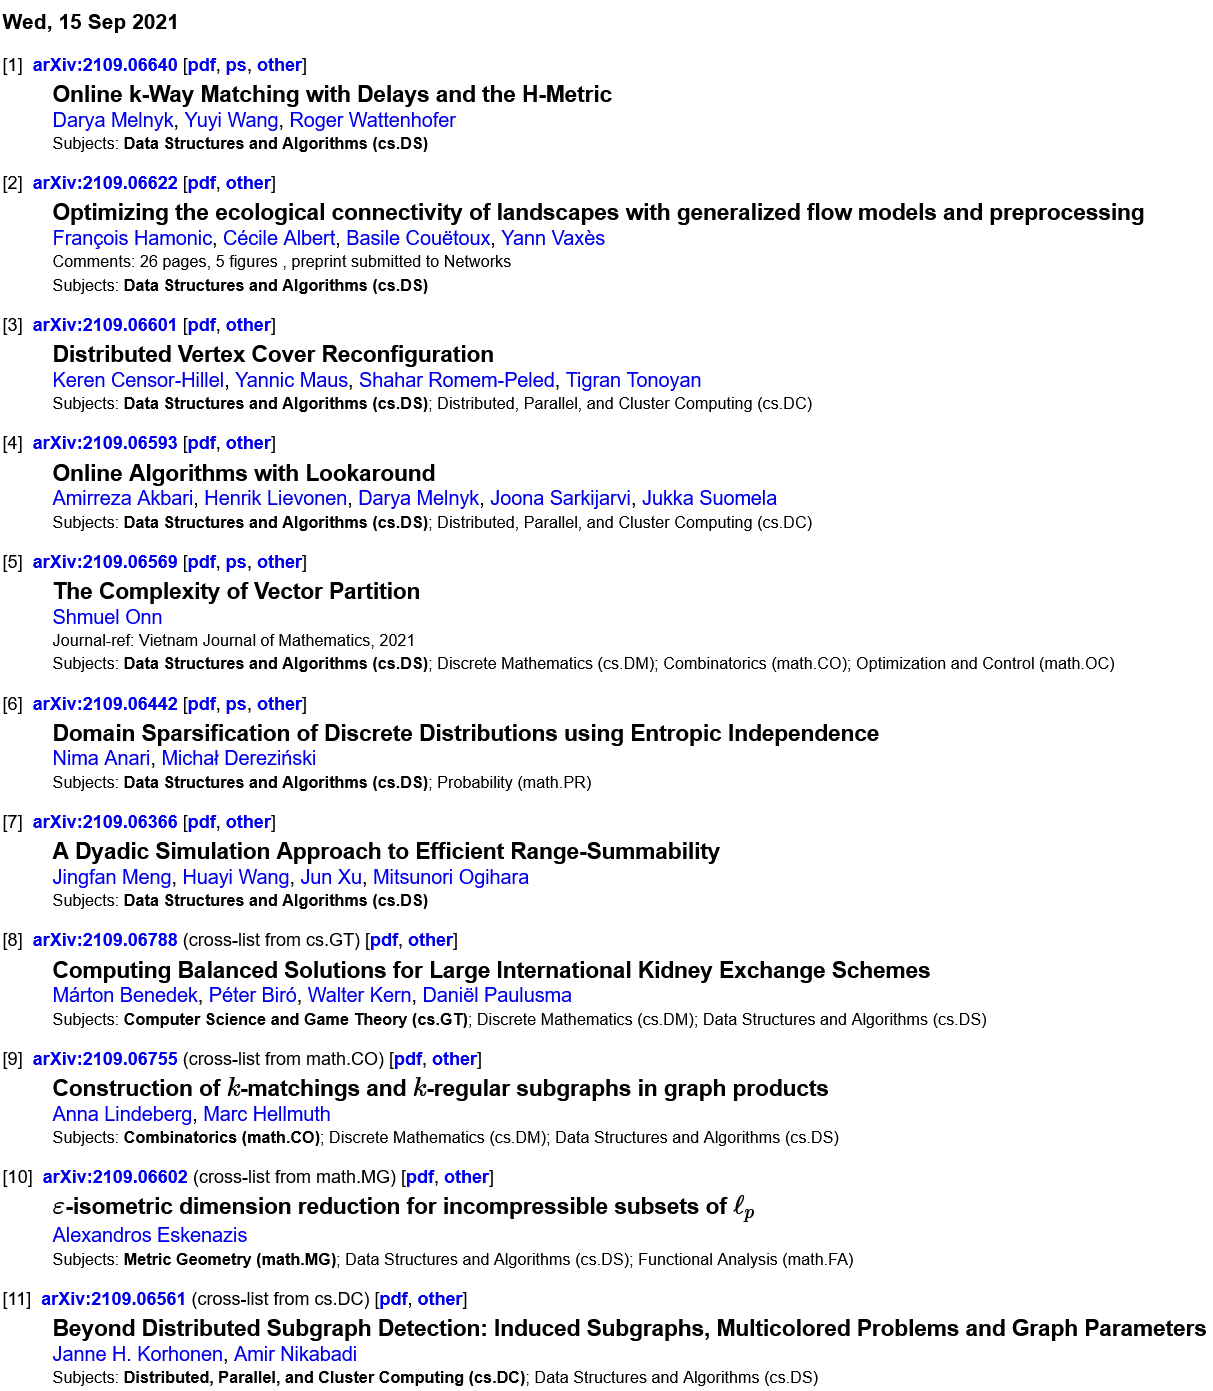 Wed, 15 Sep 2021
[1] arXiv:2109.06640 [pdf, ps, other]
Online k-Way Matching with Delays and the H-Metric
Darya Melnyk, Yuyi Wang, Roger Wattenhofer
Subjects: Data Structures and Algorithms (cs.DS)
[2] arXiv:2109.06622 [pdf, other]
Optimizing the ecological connectivity of landscapes with generalized flow models and preprocessing
François Hamonic, Cécile Albert, Basile Couëtoux, Yann Vaxès
Comments: 26 pages, 5 figures , preprint submitted to Networks
Subjects: Data Structures and Algorithms (cs.DS)
[3] arXiv:2109.06601 [pdf, other]
Distributed Vertex Cover Reconfiguration
Keren Censor-Hillel, Yannic Maus, Shahar Romem-Peled, Tigran Tonoyan
Subjects: Data Structures and Algorithms (cs.DS); Distributed, Parallel, and Cluster Computing (cs.DC)
[4] arXiv:2109.06593 [pdf, other]
Online Algorithms with Lookaround
Amirreza Akbari, Henrik Lievonen, Darya Melnyk, Joona Sarkijarvi, Jukka Suomela
Subjects: Data Structures and Algorithms (cs.DS); Distributed, Parallel, and Cluster Computing (cs.DC)
[5] arXiv:2109.06569 [pdf, ps, other]
The Complexity of Vector Partition
Shmuel Onn
Journal-ref: Vietnam Journal of Mathematics, 2021
Subjects: Data Structures and Algorithms (cs.DS); Discrete Mathematics (cs.DM); Combinatorics (math.CO); Optimization and Control (math.OC)
[6] arXiv:2109.06442 [pdf, ps, other]
Domain Sparsification of Discrete Distributions using Entropic Independence
Nima Anari, Michał Dereziński
Subjects: Data Structures and Algorithms (cs.DS); Probability (math.PR)
[7] arXiv:2109.06366 [pdf, other]
A Dyadic Simulation Approach to Efficient Range-Summability
Jingfan Meng, Huayi Wang, Jun Xu, Mitsunori Ogihara
Subjects: Data Structures and Algorithms (cs.DS)
[8] arXiv:2109.06788 (cross-list from cs.GT) [pdf, other]
Computing Balanced Solutions for Large International Kidney Exchange Schemes
Márton Benedek, Péter Biró, Walter Kern, Daniël Paulusma
Subjects: Computer Science and Game Theory (cs.GT); Discrete Mathematics (cs.DM); Data Structures and Algorithms (cs.DS)
[9] arXiv:2109.06755 (cross-list from math.CO) [pdf, other]
Construction of k-matchings and k-regular subgraphs in graph products
Anna Lindeberg, Marc Hellmuth
Subjects: Combinatorics (math.CO); Discrete Mathematics (cs.DM); Data Structures and Algorithms (cs.DS)
[10] arXiv:2109.06602 (cross-list from math.MG) [pdf, other]
ε-isometric dimension reduction for incompressible subsets of ℓp
Alexandros Eskenazis
Subjects: Metric Geometry (math.MG); Data Structures and Algorithms (cs.DS); Functional Analysis (math.FA)
[11] arXiv:2109.06561 (cross-list from cs.DC) [pdf, other]
Beyond Distributed Subgraph Detection: Induced Subgraphs, Multicolored Problems and Graph Parameters
Janne H. Korhonen, Amir Nikabadi
Subjects: Distributed, Parallel, and Cluster Computing (cs.DC); Data Structures and Algorithms (cs.DS)